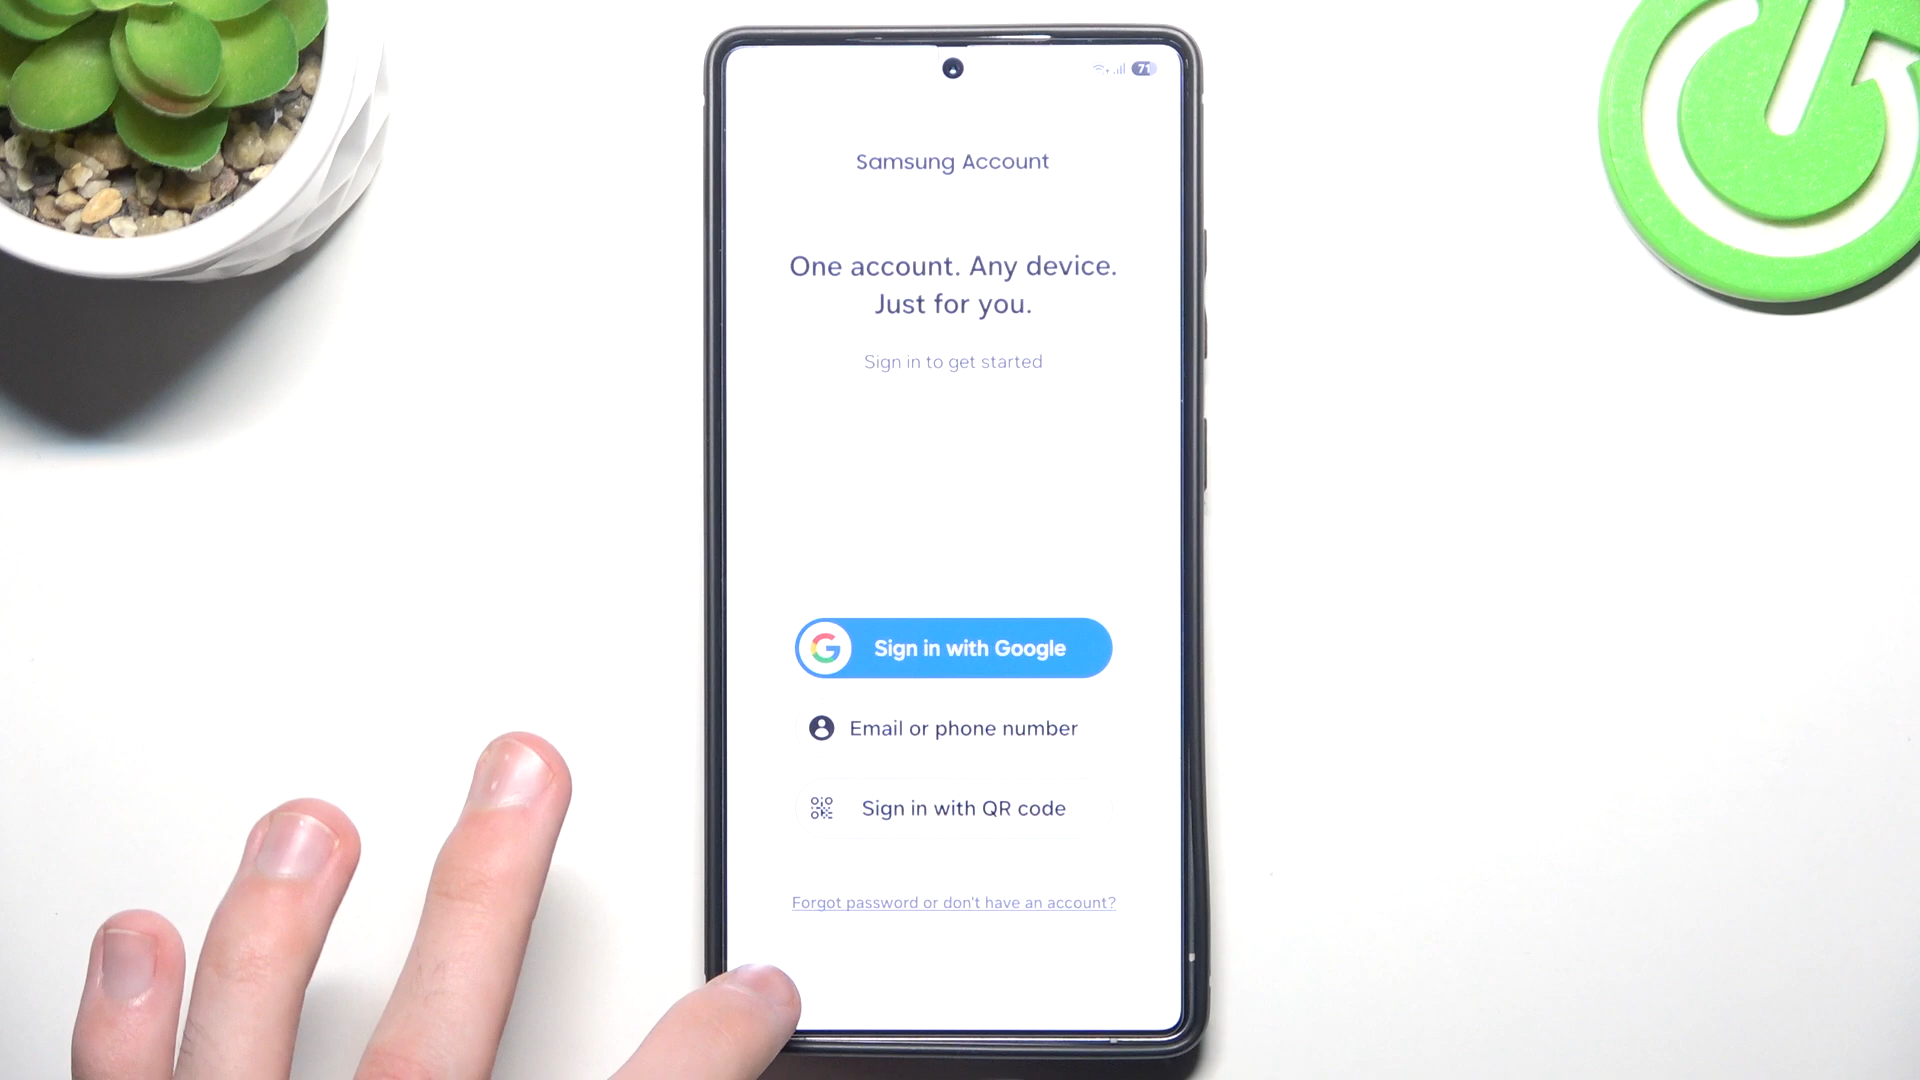 71
Samsung Account
One account. Any device.
Just for you.
Sign in to get started
Sign in with Google
Email or phone number
Sign in with QR code
Forgot password or don't have an account?